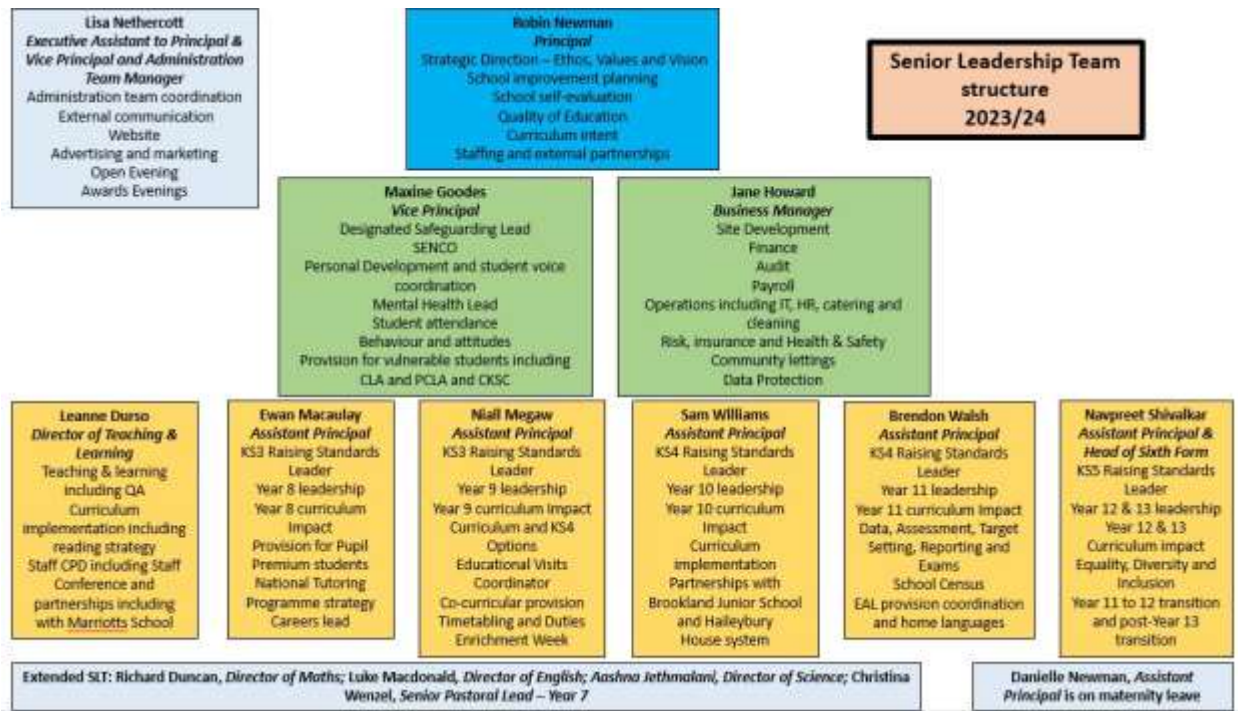 Lisa Nethercott
Executive Assistant to Principal &
Vice Principal and Administration
Team Manager
Administration team coordination
External communication
Website
Advertising and marketing
Open Evening
Awards Evenings
Robin Newman
Principal
Strategic Direction – Ethos, Values and Vision
School improvement planning
School self-evaluation
Quality of Education
Curriculum intent
Staffing and external partnerships
Senior Leadership Team
structure
2023/24
Maxine Goodes
Vice Principal
Designated Safeguarding Lead
SENCO
Personal Development and student voice
coordination
Mental Health Lead
Student attendance
Behaviour and attitudes
Provision for vulnerable students including
CLA and PCLA and CKSC
Jane Howard
Business Manager
Site Development
Finance
Audit
Payroll
Operations including IT, HR, catering and
cleaning
Risk, insurance and Health & Safety
Community lettings
Data Protection
Leanne Durso
Director of Teaching &
Learning
Teaching & learning
including QA
Curriculum
implementation including
reading strategy
Staff CPD including Staff
Conference and
partnerships including
with Marriotts School
Ewan Macaulay
Assistant Principal
KS3 Raising Standards
Leader
Year 8 leadership
Year 8 curriculum
Impact
Provision for Pupil
Premium students
National Tutoring
Programme strategy
Careers lead
Niall Megaw
Assistant Principal
KS3 Raising Standards
Leader
Year 9 leadership
Year 9 curriculum Impact
Curriculum and KS4
Options
Educational Visits
Coordinator
Co-curricular provision
Timetabling and Duties
Enrichment Week
Sam Williams
Assistant Principal
KS4 Raising Standards
Leader
Year 10 leadership
Year 10 curriculum
Impact
Curriculum
implementation
Partnerships with
Brookland Junior School
and Haileybury
House system
Brendon Walsh
Assistant Principal
KS4 Raising Standards
Leader
Year 11 leadership
Year 11 curriculum Impact
Data, Assessment, Target
Setting, Reporting and
Exams
School Census
EAL provision coordination
and home languages
Navpreet Shivalkar
Assistant Principal &
Head of Sixth Form
KS5 Raising Standards
Leader
Year 12 & 13 leadership
Year 12 & 13
Curriculum impact
Equality, Diversity and
Inclusion
Year 11 to 12 transition
and post-Year 13
transition
Extended SLT: Richard Duncan, Director of Maths; Luke Macdonald, Director of English; Aashna Jethmalani, Director of Science; Christina
Wenzel, Senior Pastoral Lead – Year 7
Danielle Newman, Assistant
Principal is on maternity leave